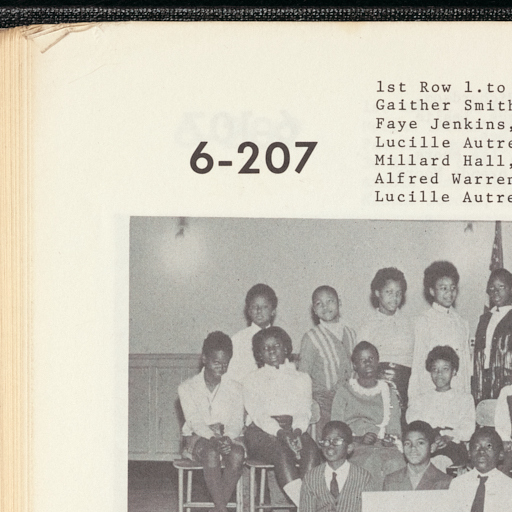 1st Row l.to
Gaither Smith
Faye Jenkins,
Lucille Autre
Millard Hall,
Alfred Warren
Lucille Autre
6-207